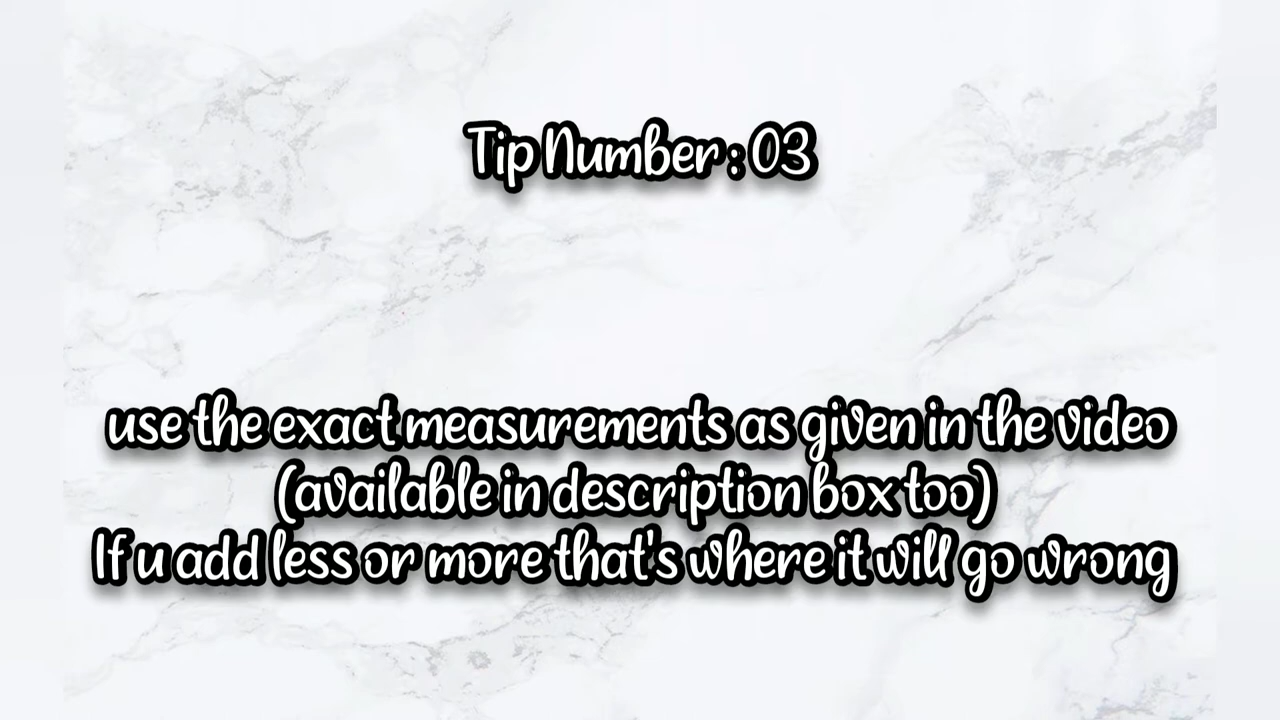 Tip Number : 03
use the exact measurements as given in the video
(available in description box too)
If u add less or more that's where it will go wrong